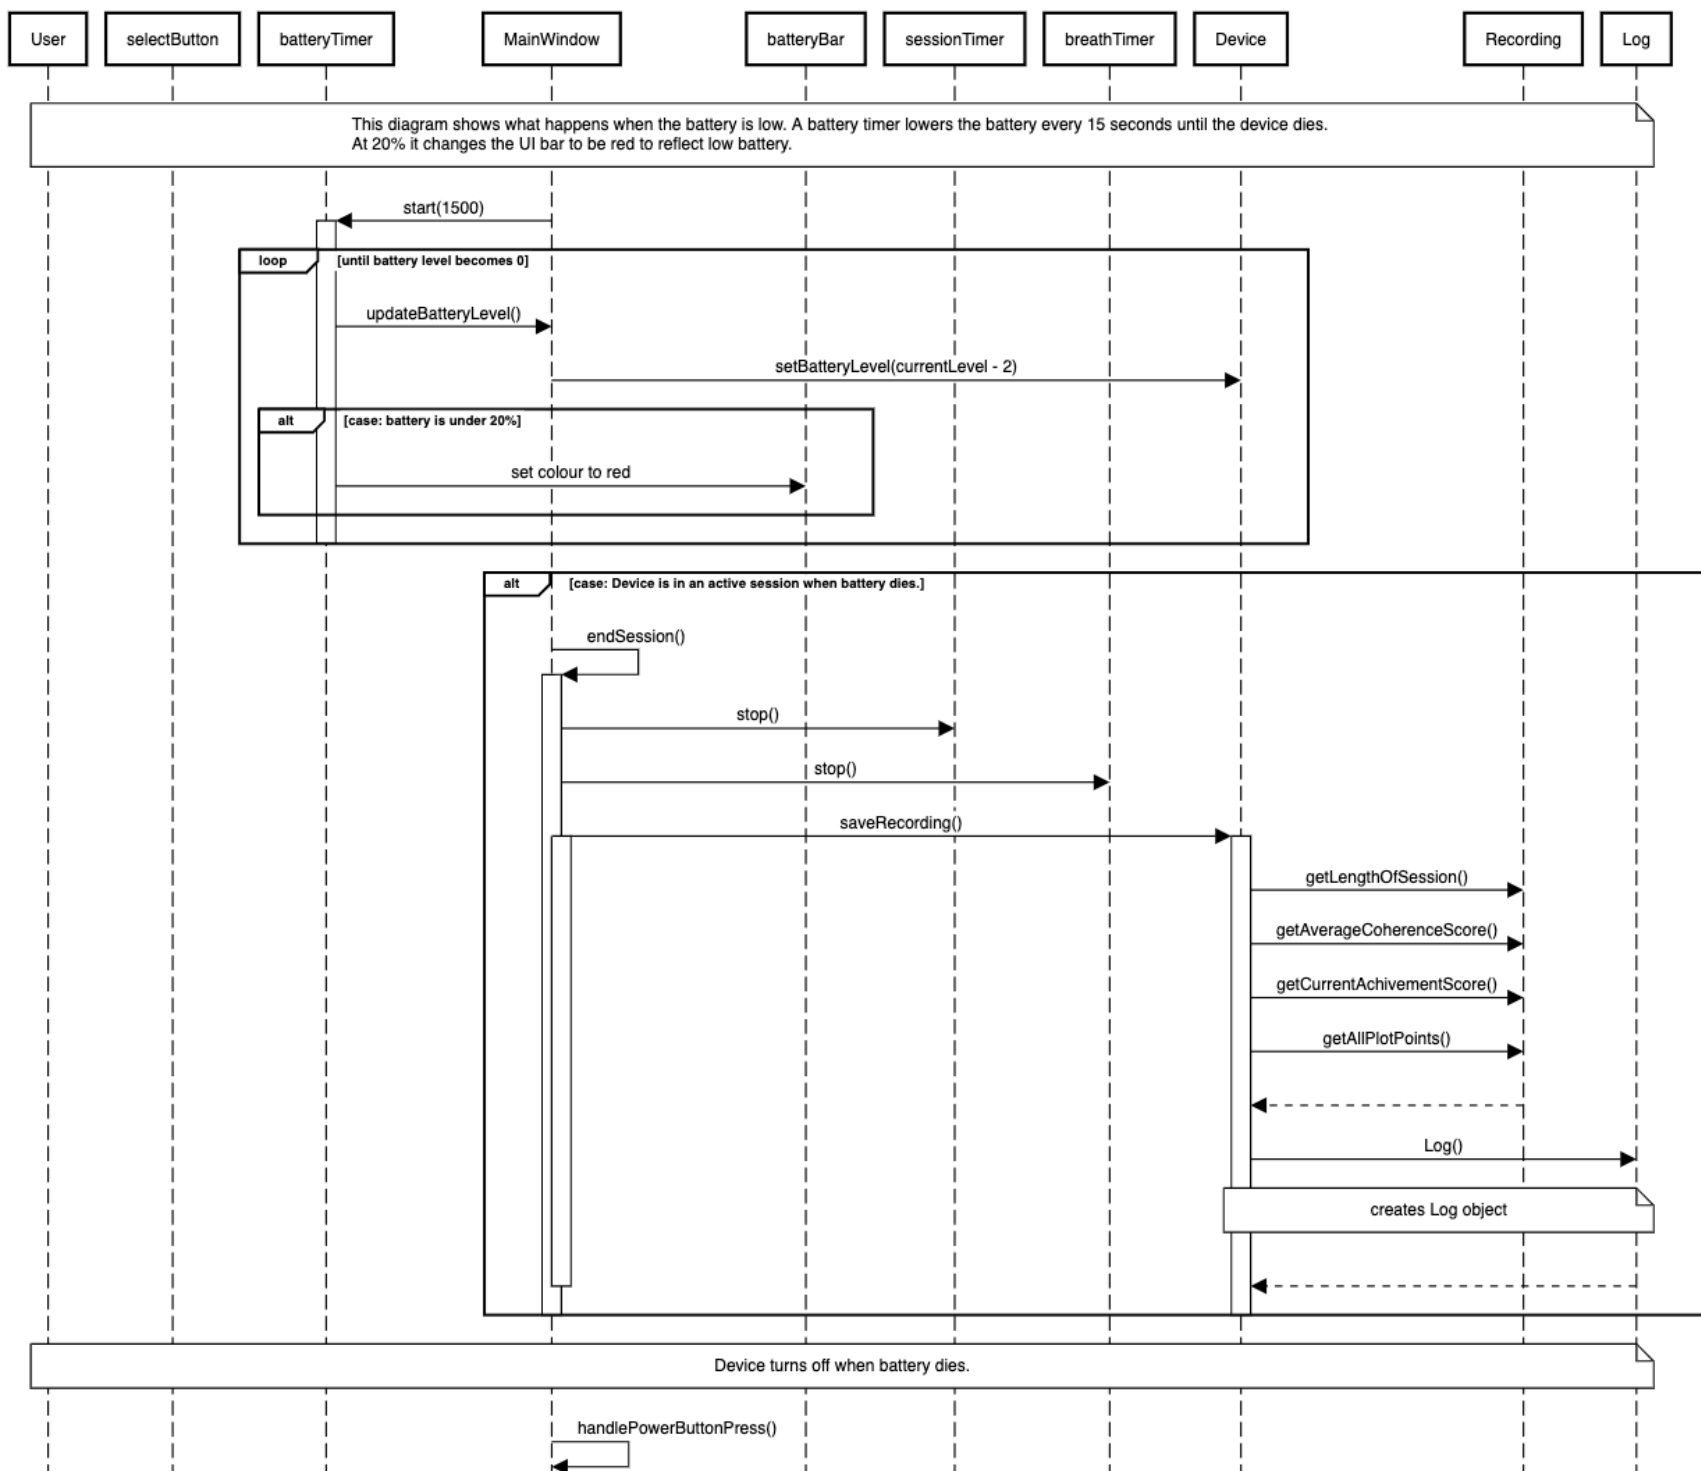 User
selectButton
batteryTimer
MainWindow
batteryBar
sessionTimer
breathTimer
Device
Recording
Log
This diagram shows what happens when the battery is low. A battery timer lowers the battery every 15 seconds until the device dies.
At 20% it changes the UI bar to be red to reflect low battery.
start(1500)
loop
[until battery level becomes 0]
updateBatteryLevel()
setBatteryLevel(currentLevel - 2)
alt
[case: battery is under 20%]
set colour to red
alt
[case: Device is in an active session when battery dies.]
endSession()
stop()
stop()
saveRecording()
getLengthOfSession()
getAverageCoherenceScore()
getCurrentAchivementScore()
getAllPlotPoints()
Log()
creates Log object
Device turns off when battery dies.
handlePowerButtonPress()